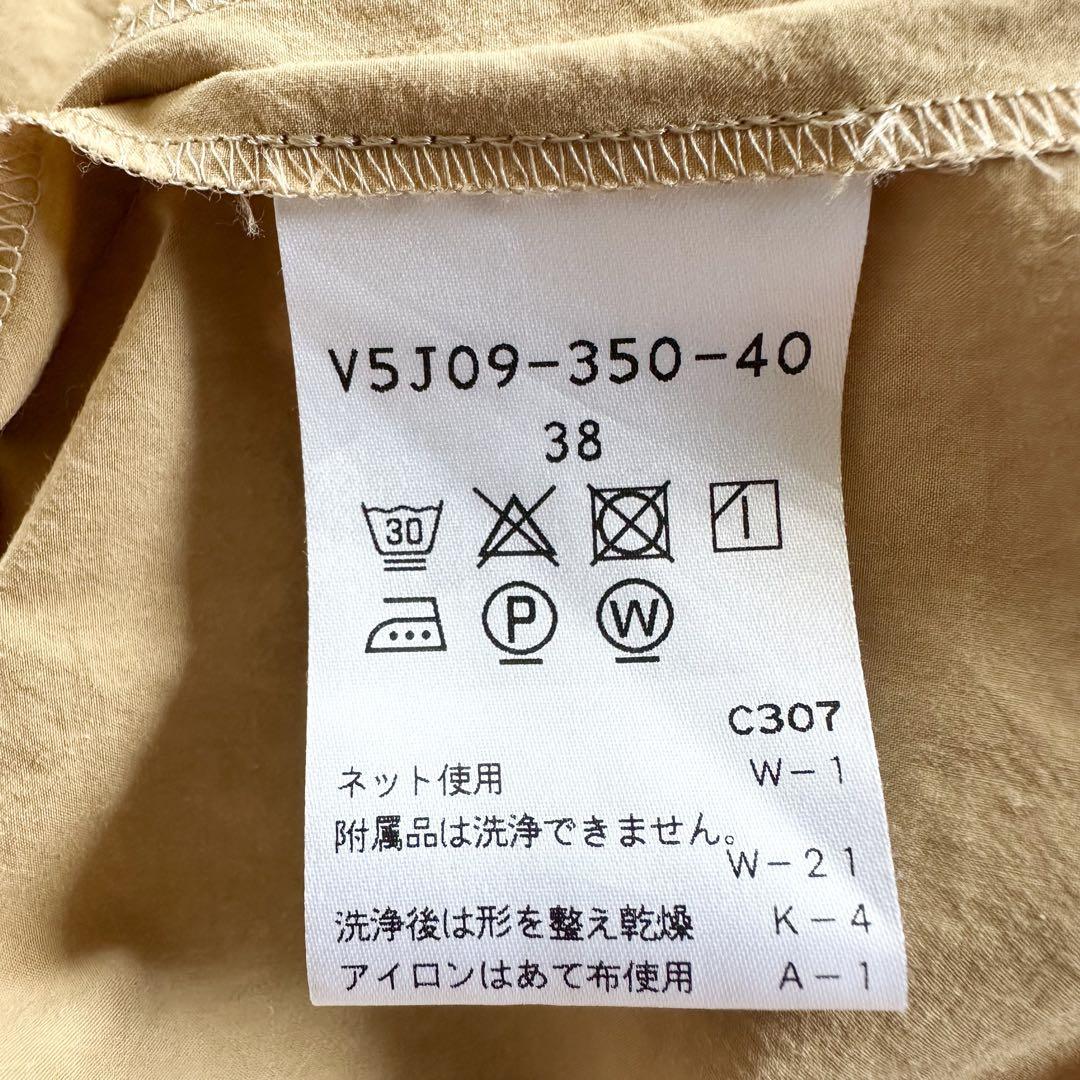 V5J09-350-40
38
30
P W
C307
ネット使用 W-1
附属品は洗浄できません。
W-21
洗浄後は形を整え乾燥 K-4
アイロンはあて布使用 A-1